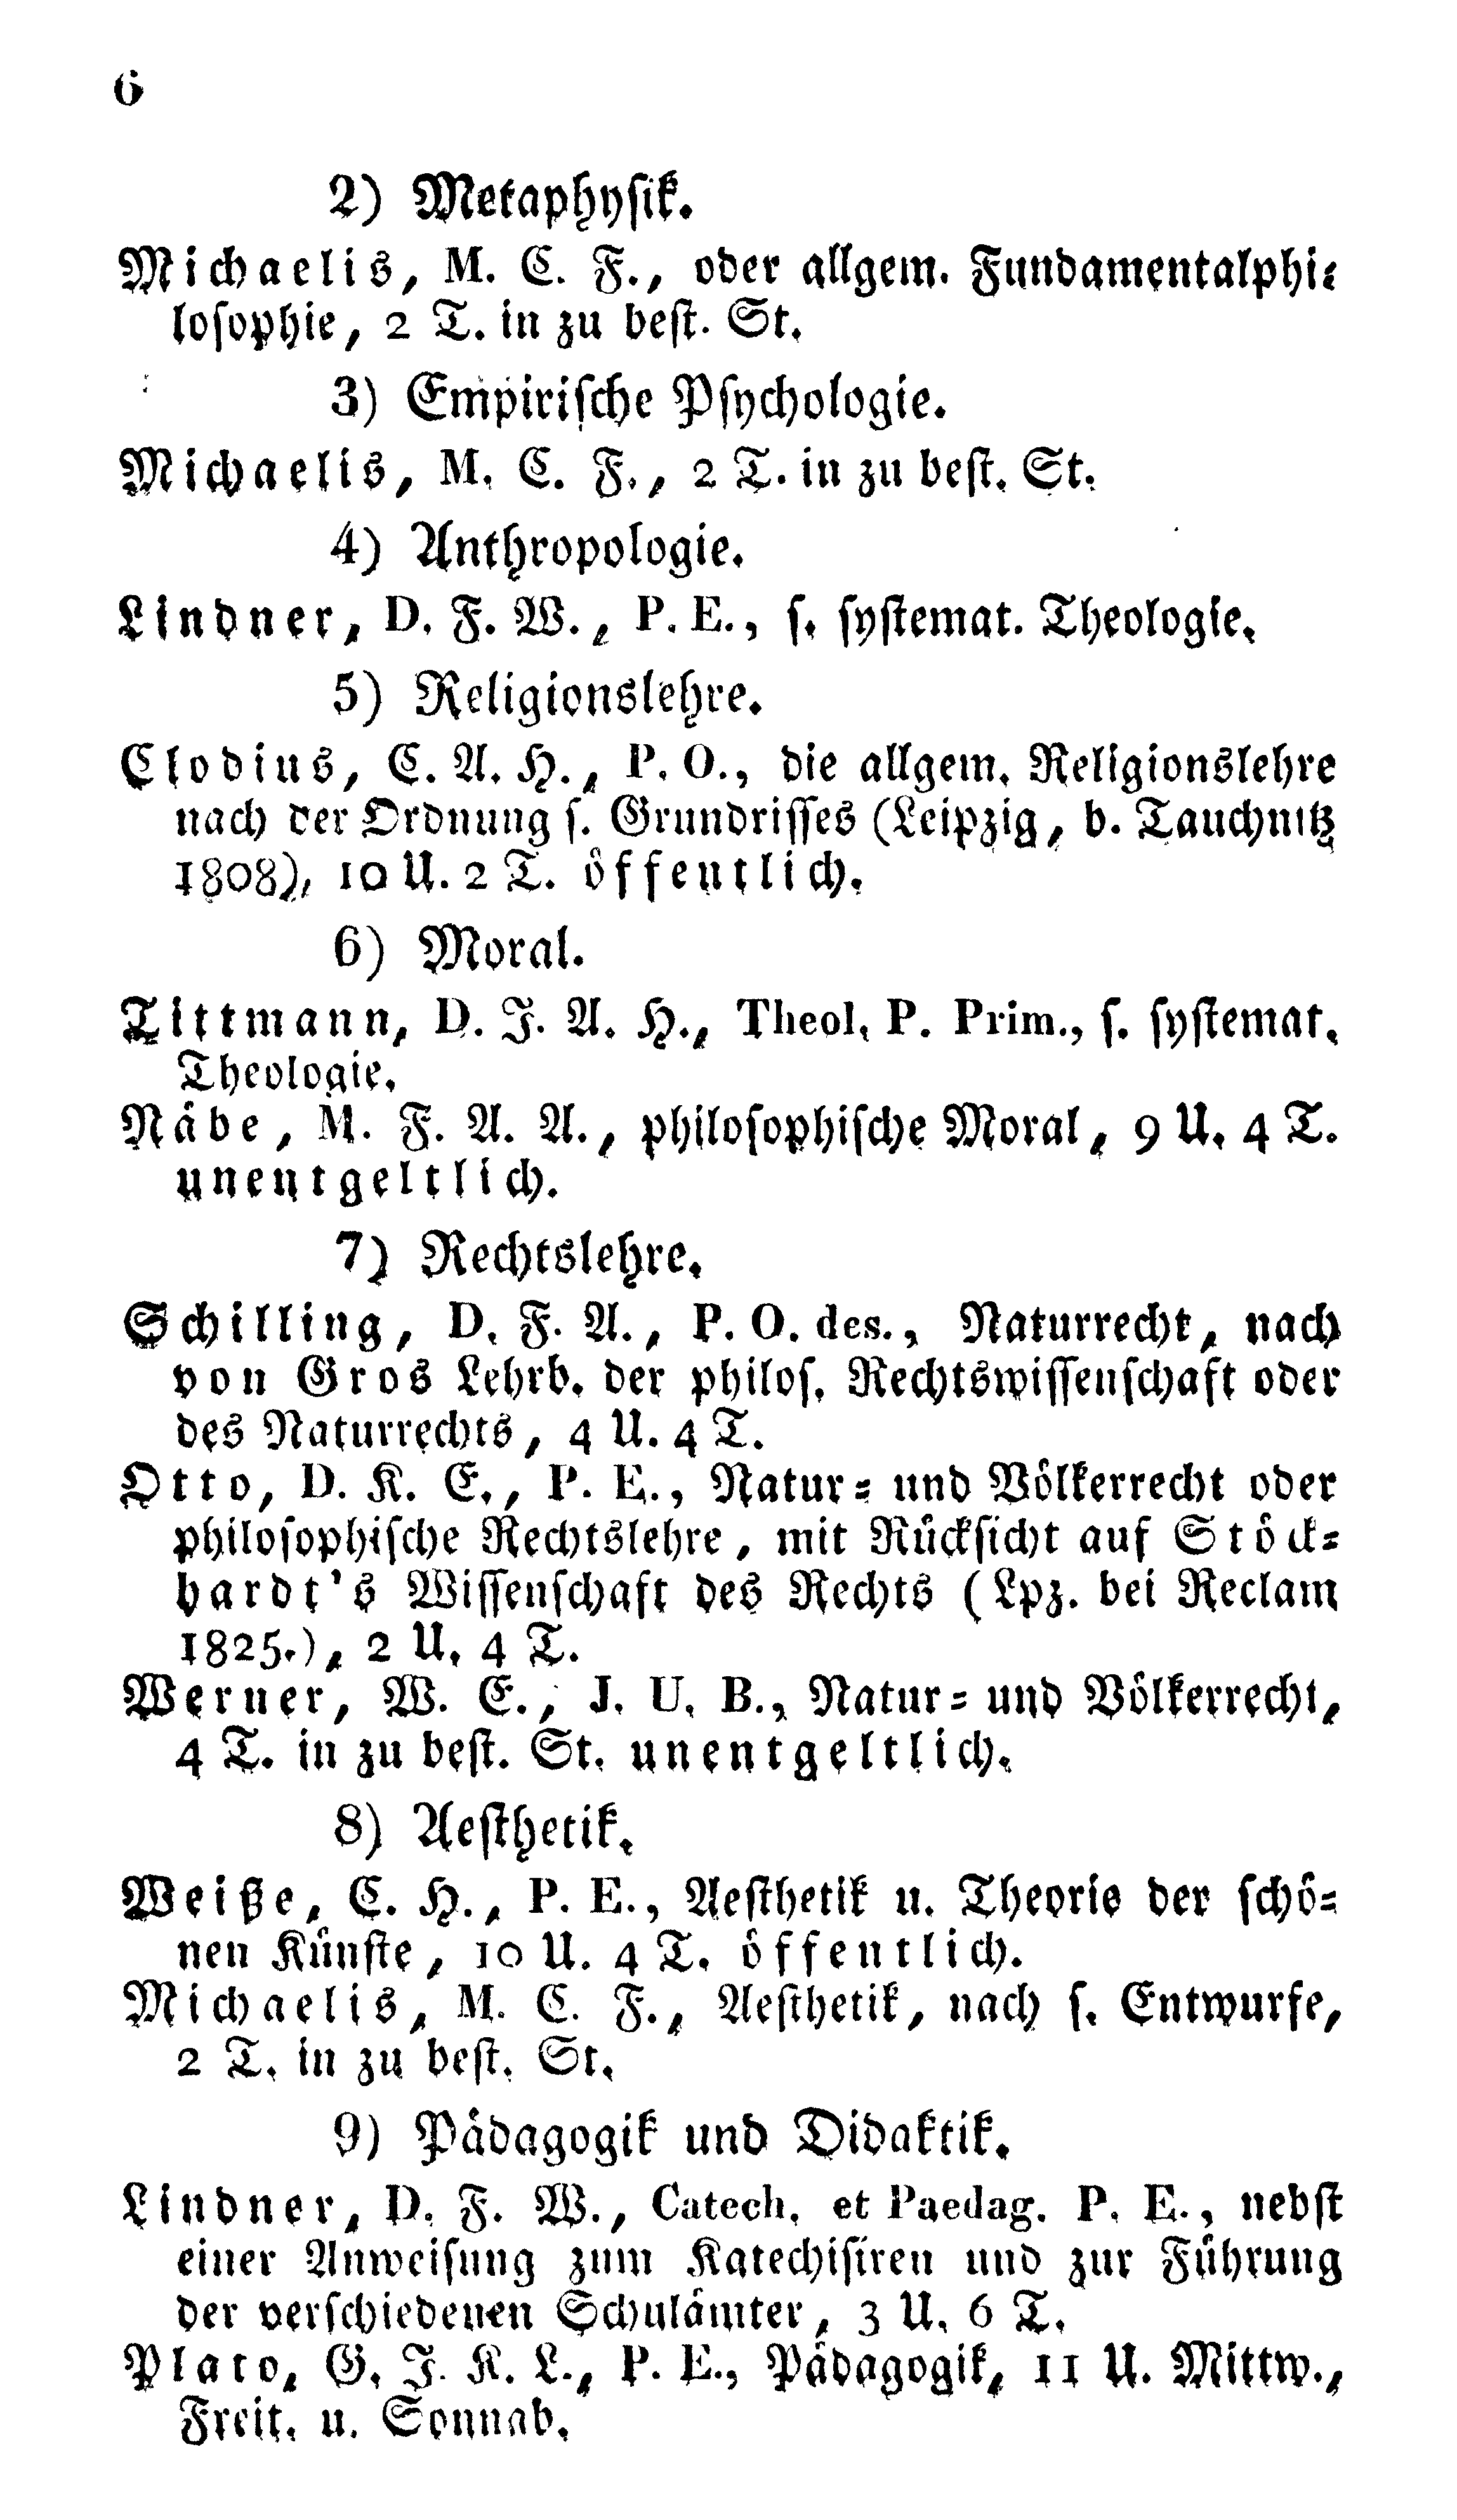 6
2) Metaphysik.
Michaelis, M. C. F., oder allgem. Fundamentalphi-
losophie, 2 T. in zu best. St.
3) Empirische Psychologie.
Michaelis, M. C. F., 2 T. in zu best. St.
4) Anthropologie.
Lindner, D. F. W., P. E., s. systemat. Theologie.
5) Religionslehre.
Clodius, C. A. H., P. O., die allgem. Religionslehre
nach der Ordnung s. Grundrisses (Leipzig, b. Tauchnitz
1808), 10 U. 2 T. öffentlich.
6) Moral.
Tittmann, D. J. A. H., Theol. P. Prim., s. systemat.
Theologie.
Näbe, M. F. A. A., philosophische Moral, 9 U. 4 T.
unentgeltlich.
7) Rechtslehre.
Schilling, D. F. A., P. O. des., Naturrecht, nach
von Gros Lehrb. der philos. Rechtswissenschaft oder
des Naturrechts, 4 U. 4 T.
Otto, D. K. E., P. E., Natur- und Völkerrecht oder
philosophische Rechtslehre, mit Rücksicht auf Stöck-
hardt's Wissenschaft des Rechts (Lpz. bei Reclam
1825.), 2 U. 4 T.
Werner, W. E., J. U. B., Natur- und Völkerrecht,
4 T. in zu best. St. unentgeltlich.
8) Aesthetik.
Weiße, C. H., P. E., Aesthetik u. Theorie der schö-
nen Künste, 10 U. 4 T. öffentlich.
Michaelis, M. C. F., Aesthetik, nach s. Entwurfe,
2 T. in zu best. St.
9) Pädagogik und Didaktik.
Lindner, D. F. W., Catech. et Paedag. P. E., nebst
einer Anweisung zum Katechisiren und zur Führung
der verschiedenen Schulämter, 3 U. 6 T.
Plato, G. J. K. L., P. E., Pädagogik, 11 U. Mittw.,
Freit. u. Sonnab.